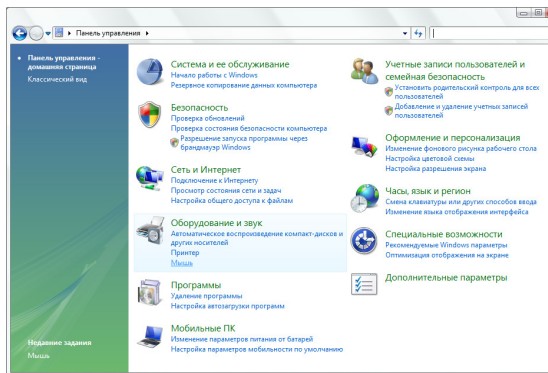 Панель управления
Панель управления -
домашняя страница
Классический вид
Система и ее обслуживание
Начало работы с Windows
Резервное копирование данных компьютера
Безопасность
Проверка обновлений
Проверка состояния безопасности компьютера
Разрешение запуска программы через
брандмауэр Windows
Сеть и Интернет
Подключение к Интернету
Просмотр состояния сети и задач
Настройка общего доступа к файлам
Оборудование и звук
Автоматическое воспроизведение компакт-дисков и
других носителей
Принтер
Мышь
Программы
Удаление программы
Настройка автозагрузки программ
Мобильные ПК
Изменение параметров питания от батарей
Настройка параметров мобильности по умолчанию
Учетные записи пользователей и
семейная безопасность
Установить родительский контроль для всех
пользователей
Добавление и удаление учетных записей
пользователей
Оформление и персонализация
Изменение фонового рисунка рабочего стола
Настройка цветовой схемы
Настройка разрешения экрана
Часы, язык и регион
Смена клавиатуры или других способов ввода
Изменение языка отображения интерфейса
Специальные возможности
Рекомендуемые Windows параметры
Оптимизация отображения на экране
Дополнительные параметры
Недавние задания
Мышь